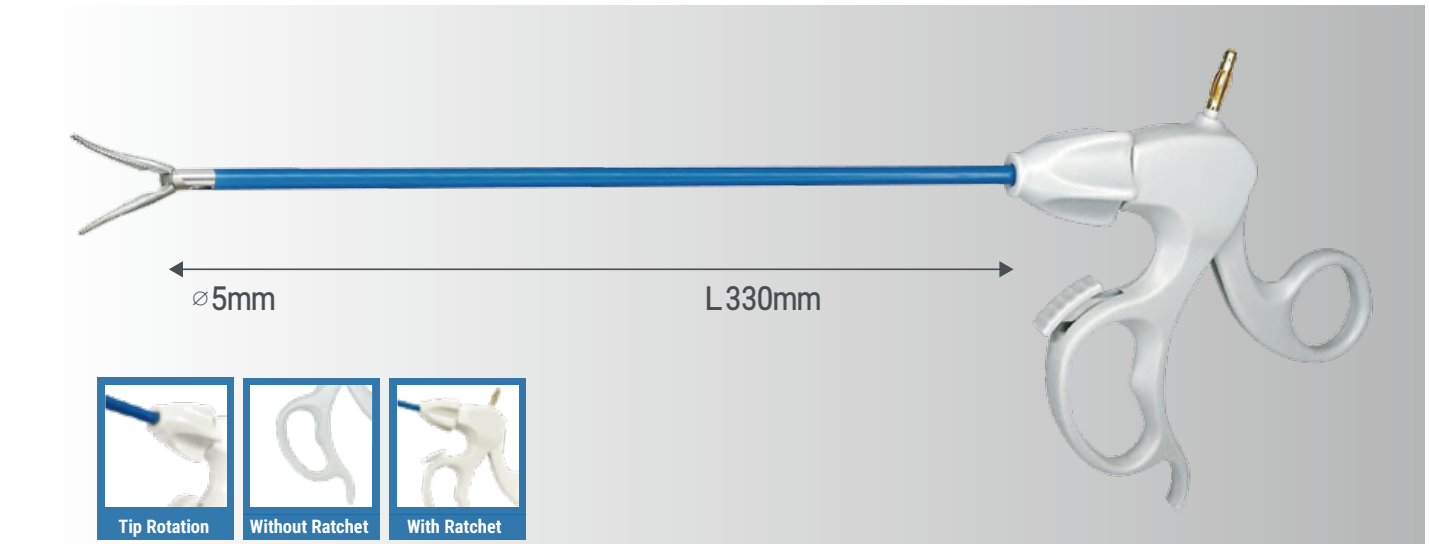 ⌀5mm
L330mm
Tip Rotation
Without Ratchet
With Ratchet